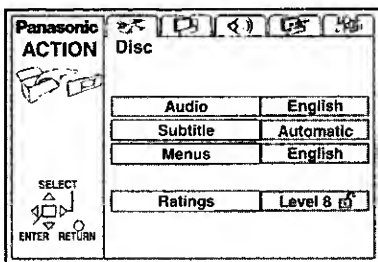 Panasonic
ACTION
Disc
Audio English
Subtitle Automatic
Menus English
Ratings Level 8
SELECT
ENTER RETURN